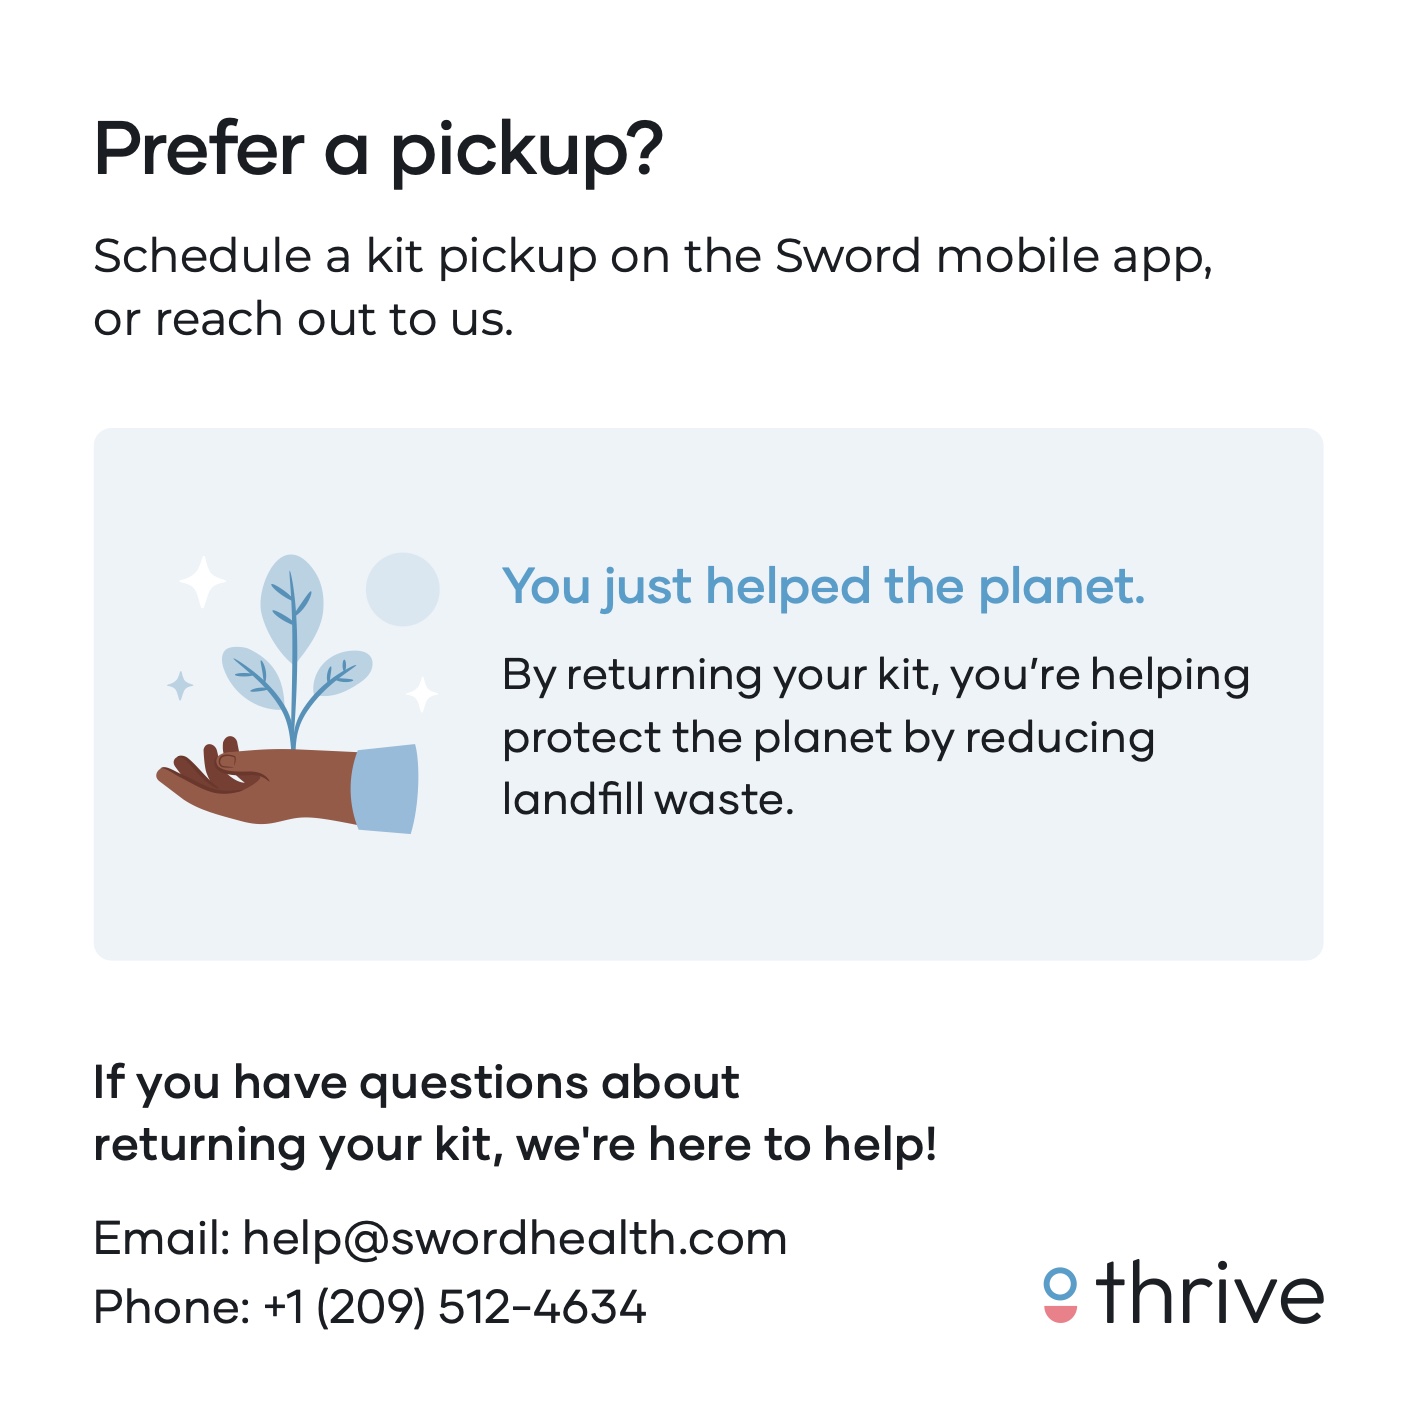 Prefer a pickup?
Schedule a kit pickup on the Sword mobile app,
or reach out to us.
You just helped the planet.
By returning your kit, you’re helping
protect the planet by reducing
landfill waste.
If you have questions about
returning your kit, we're here to help!
Email: help@swordhealth.com
Phone: +1 (209) 512-4634
thrive